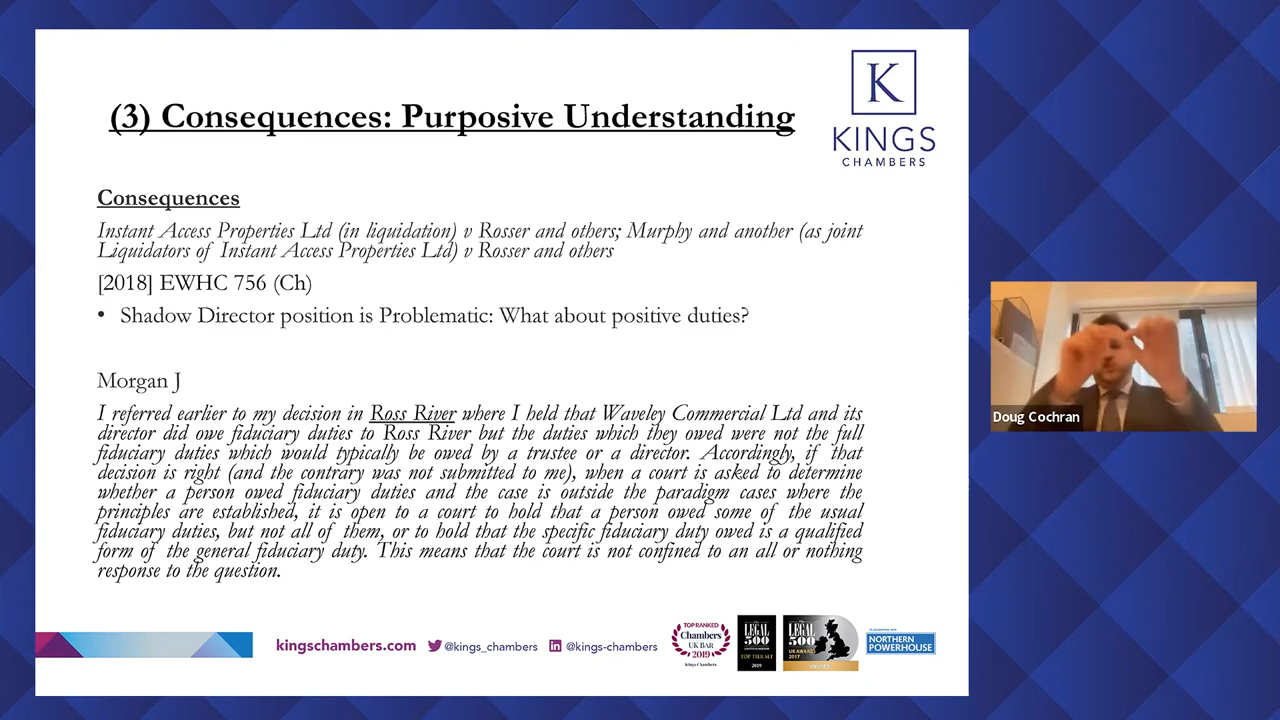 (3) Consequences: Purposive Understanding
K
KINGS
CHAMBERS
Consequences
Instant Access Properties Ltd (in liquidation) v Rosser and others; Murphy and another (as joint
Liquidators of Instant Access Properties Ltd) v Rosser and others
[2018] EWHC 756 (Ch)
• Shadow Director position is Problematic: What about positive duties?
Morgan J
I referred earlier to my decision in Ross River where I held that Waveley Commercial Ltd and its
director did owe fiduciary duties to Ross River but the duties which they owed were not the full
fiduciary duties which would typically be owed by a trustee or a director. Accordingly, if that
decision is right (and the contrary was not submitted to me), when a court is asked to determine
whether a person owed fiduciary duties and the case is outside the paradigm cases where the
principles are established, it is open to a court to hold that a person owed some of the usual
fiduciary duties, but not all of them, or to hold that the specific fiduciary duty owed is a qualified
form of the general fiduciary duty. This means that the court is not confined to an all or nothing
response to the question.
Doug Cochran
kingschambers.com
@kings_chambers
@kings-chambers
TOP RANKED
Chambers
UK BAR
2019
Kings Chambers
THE
LEGAL
500
TOP TIER SET
2019
THE
LEGAL
500
UK AWARDS
2017
WINNER
NORTHERN
POWERHOUSE